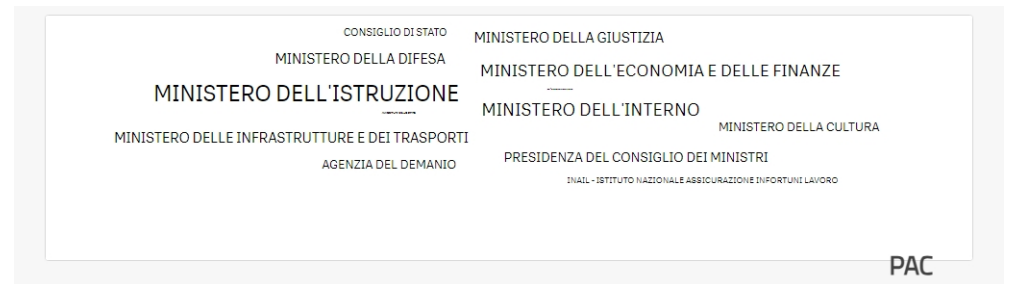 CONSIGLIO DI STATO
MINISTERO DELLA GIUSTIZIA
MINISTERO DELLA DIFESA
MINISTERO DELL'ECONOMIA E DELLE FINANZE
MINISTERO DELL'ISTRUZIONE
MINISTERO DELL'INTERNO
MINISTERO DELLA CULTURA
MINISTERO DELLE INFRASTRUTTURE E DEI TRASPORTI
PRESIDENZA DEL CONSIGLIO DEI MINISTRI
AGENZIA DEL DEMANIO
INAIL - ISTITUTO NAZIONALE ASSICURAZIONE INFORTUNI LAVORO
PAC